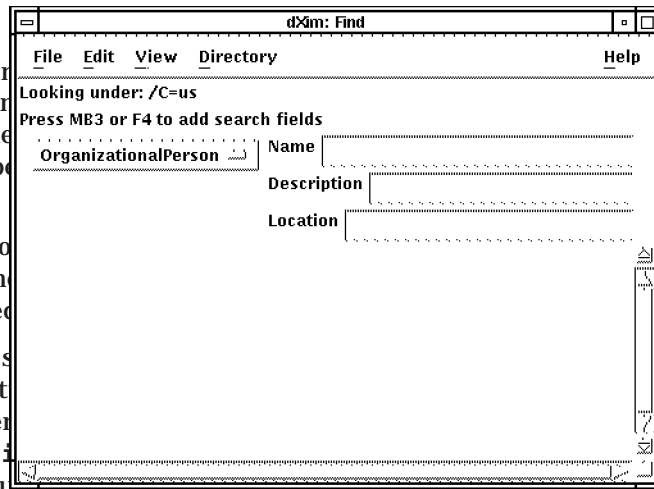 dXim: Find
File Edit View Directory Help
Looking under: /C=us
Press MB3 or F4 to add search fields
OrganizationalPerson
Name
Description
Location